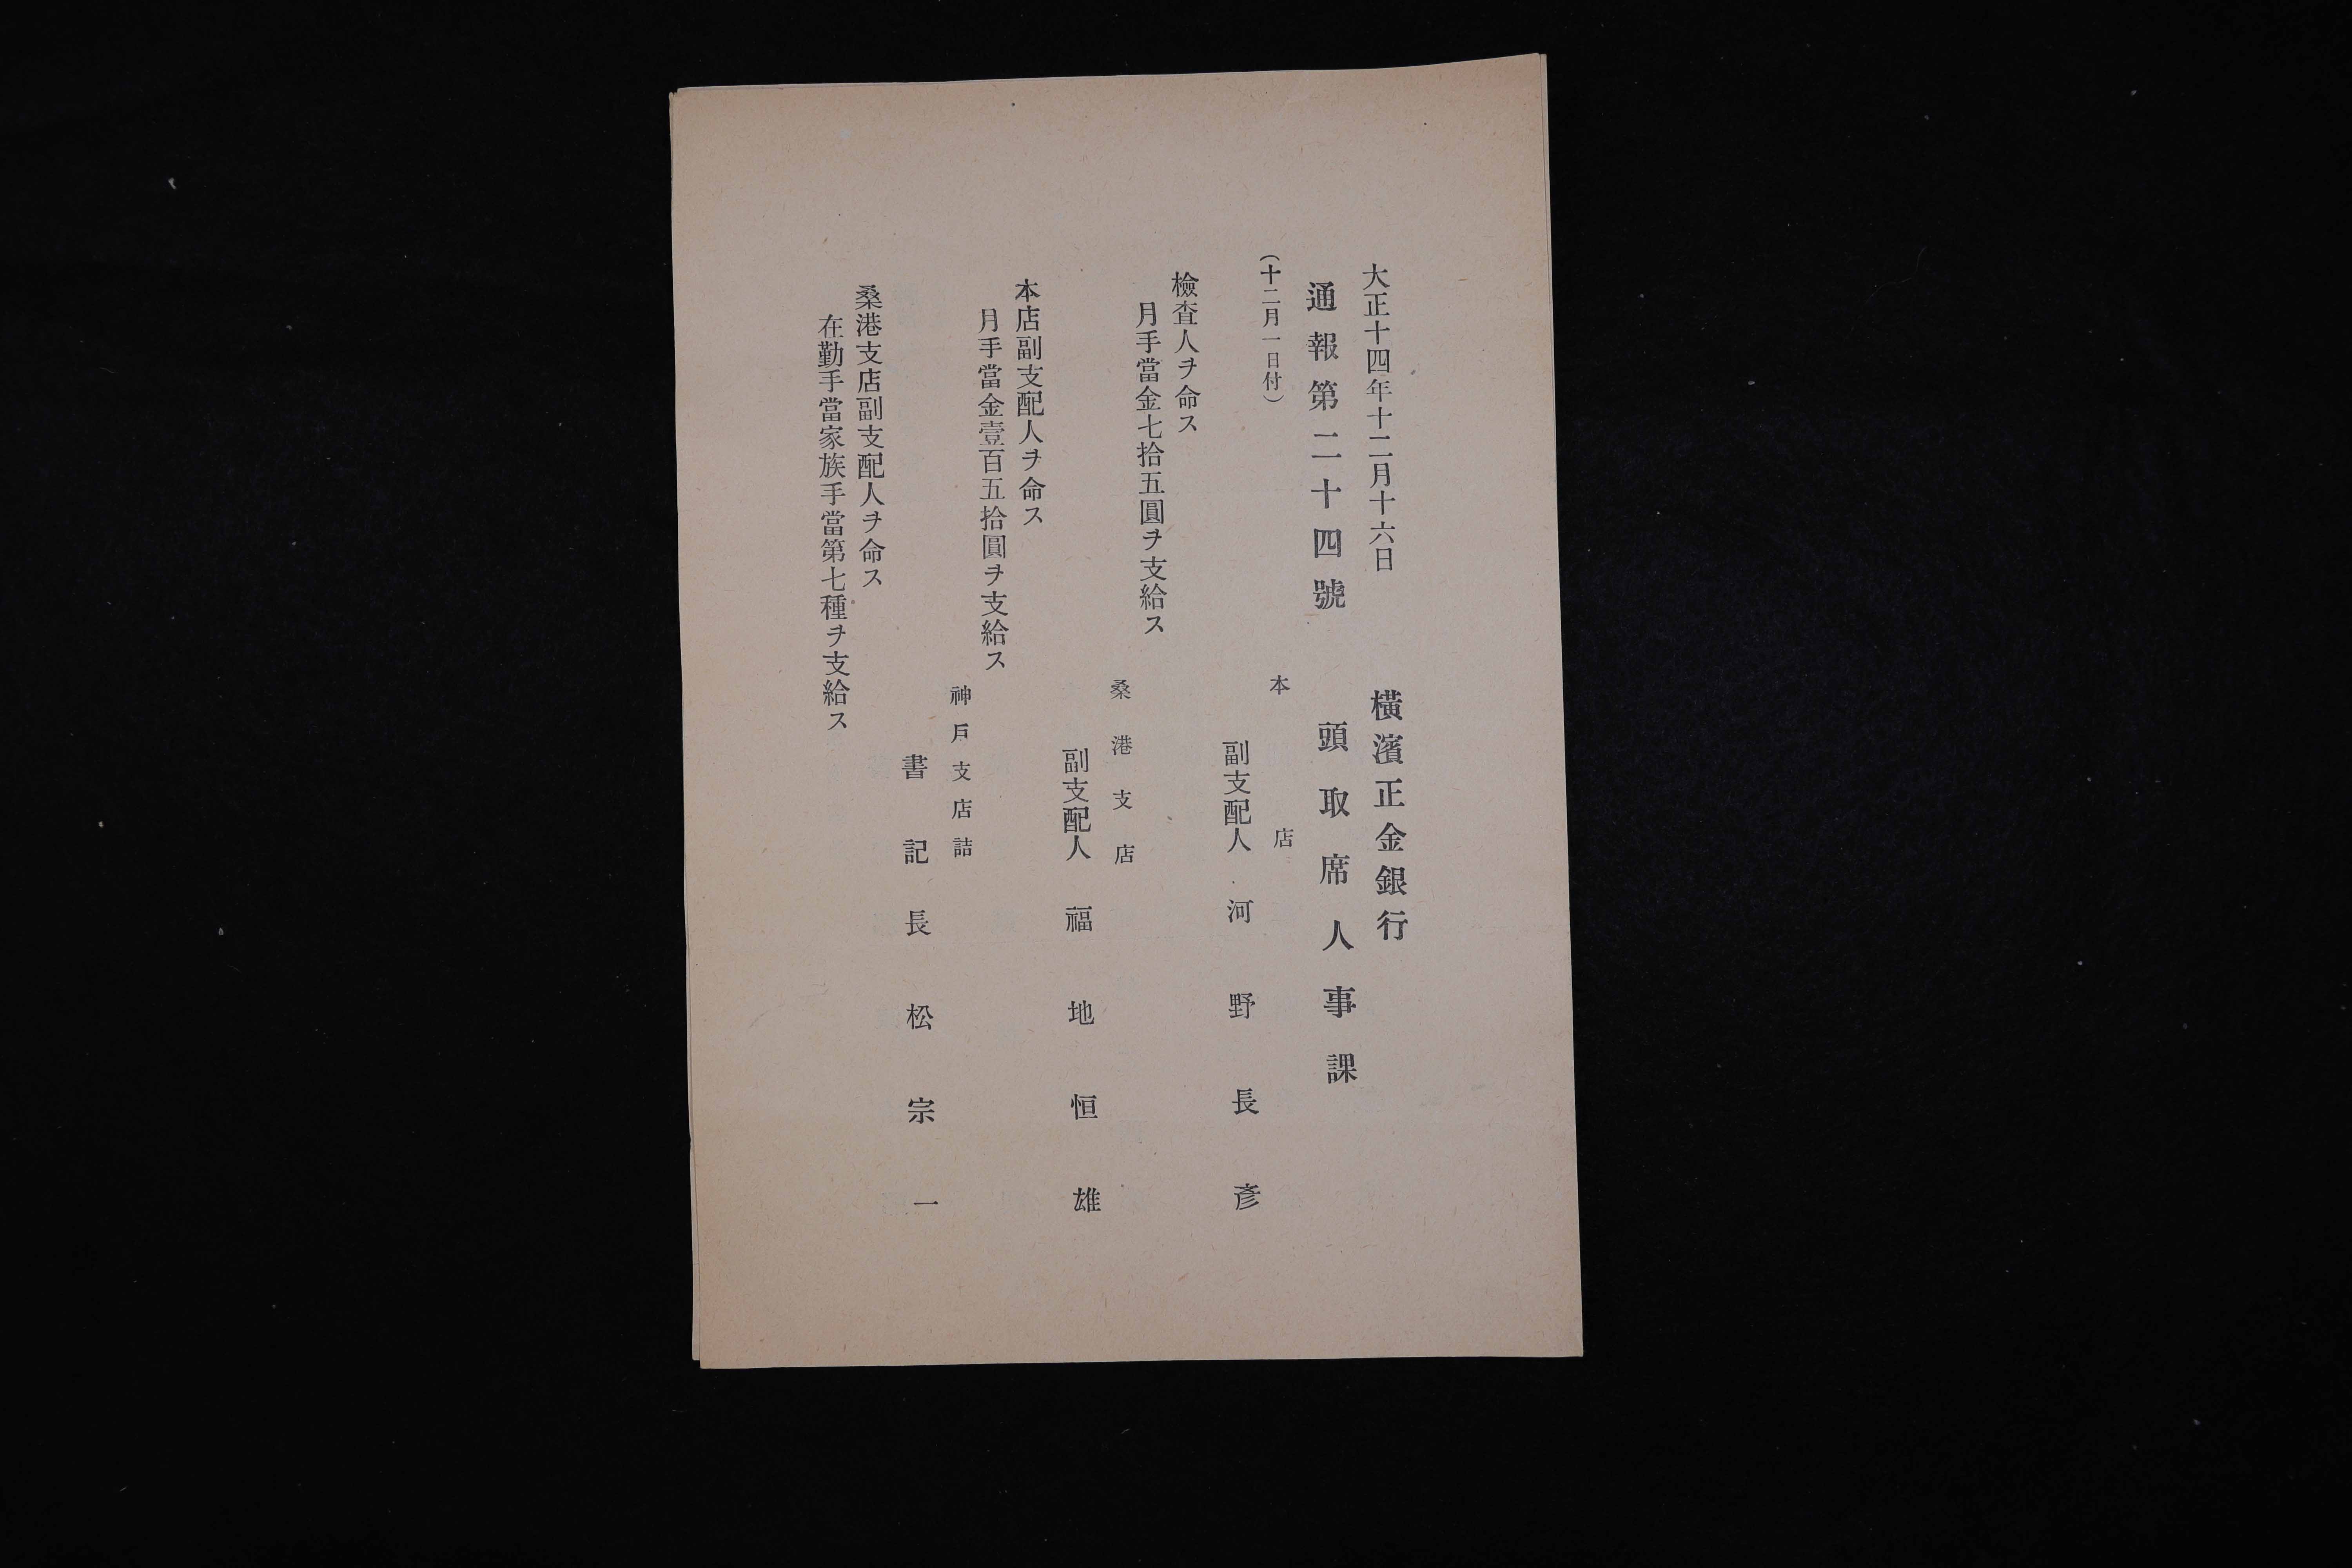 大正十四年十二月十六日
橫濱正金銀行
通報第二十四號
頭取席人事課
（十二月一日付）
本店
副支配人 河野長彥
檢査人ヲ命ス
月手當金七拾五圓ヲ支給ス
桑港支店
副支配人 福地恒雄
本店副支配人ヲ命ス
月手當金壹百五拾圓ヲ支給ス
神戶支店詰
書記 長松宗一
桑港支店副支配人ヲ命ス
在勤手當家族手當第七種ヲ支給ス